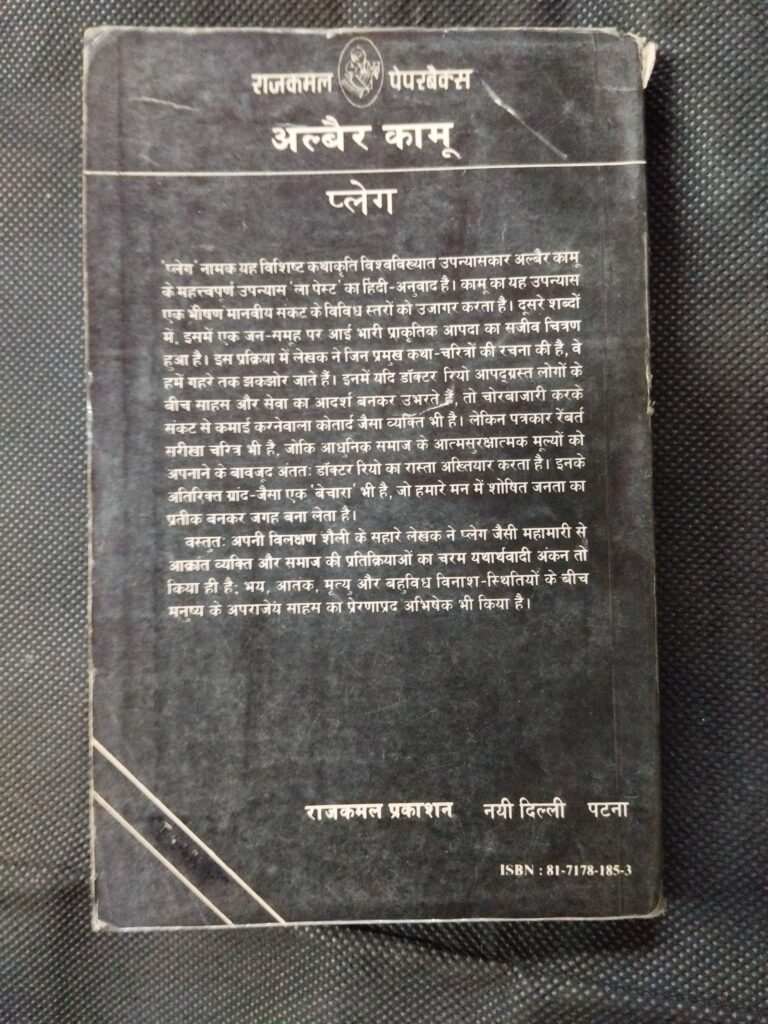 राजकमल पेपरबैक्स
अल्बैर कामू
प्लेग
'प्लेग' नामक यह विशिष्ट कथाकृति विश्वविख्यात उपन्यासकार अल्बैर कामू
के महत्त्वपूर्ण उपन्यास 'ला पेस्ट' का हिंदी-अनुवाद है। कामू का यह उपन्यास
एक भीषण मानवीय संकट के विविध स्तरों को उजागर करता है। दूसरे शब्दों
में, इसमें एक जन-समूह पर आई भारी प्राकृतिक आपदा का सजीव चित्रण
हुआ है। इस प्रक्रिया में लेखक ने जिन प्रमुख कथा-चरित्रों की रचना की है, वे
हमें गहरे तक झकझोर जाते हैं। इनमें यदि डॉक्टर रियो आपद्ग्रस्त लोगों के
बीच साहस और सेवा का आदर्श बनकर उभरते हैं, तो चोरबाजारी करके
संकट से कमाई करनेवाला कोतार्द जैसा व्यक्ति भी है। लेकिन पत्रकार रेंबर्त
सरीखा चरित्र भी है, जोकि आधुनिक समाज के आत्मसुरक्षात्मक मूल्यों को
अपनाने के बावजूद अंततः डॉक्टर रियो का रास्ता अख्तियार करता है। इनके
अतिरिक्त ग्रांद-जैसा एक 'बेचारा' भी है, जो हमारे मन में शोषित जनता का
प्रतीक बनकर जगह बना लेता है।
वस्तुतः अपनी विलक्षण शैली के सहारे लेखक ने प्लेग जैसी महामारी से
आक्रांत व्यक्ति और समाज की प्रतिक्रियाओं का चरम यथार्थवादी अंकन तो
किया ही है; भय, आतंक, मृत्यु और बहुविध विनाश-स्थितियों के बीच
मनुष्य के अपराजेय साहस का प्रेरणाप्रद अभिषेक भी किया है।
राजकमल प्रकाशन नयी दिल्ली पटना
ISBN : 81-7178-185-3